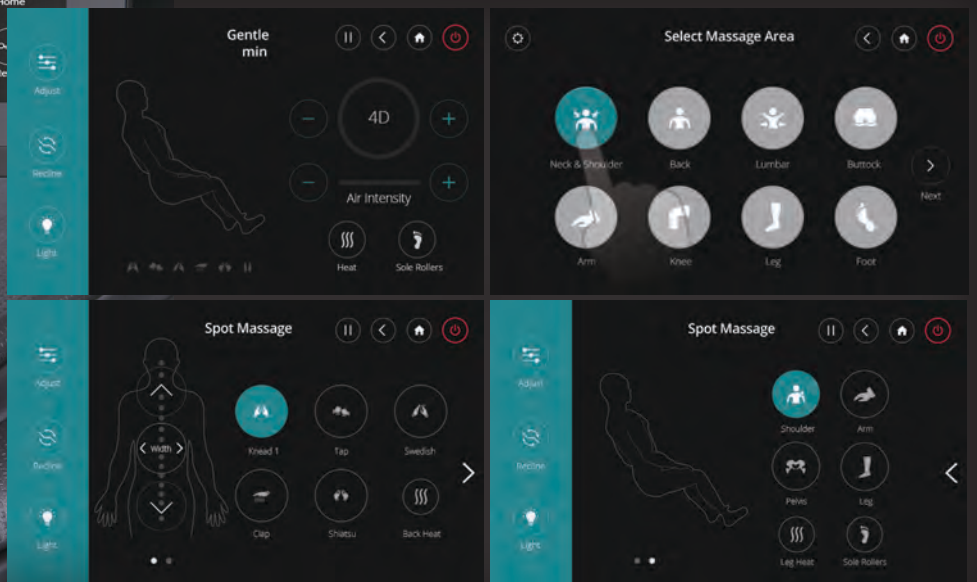 Home
Gentle
min
Adjust
4D
Recline
Air Intensity
Light
Heat
Sole Rollers
Select Massage Area
Neck & Shoulder
Back
Lumbar
Buttock
Next
Arm
Knee
Leg
Foot
Spot Massage
Adjust
Width
Knead 1
Tap
Swedish
Recline
Clap
Shiatsu
Back Heat
Light
Spot Massage
Adjust
Shoulder
Arm
Recline
Pelvis
Leg
Light
Leg Heat
Sole Rollers